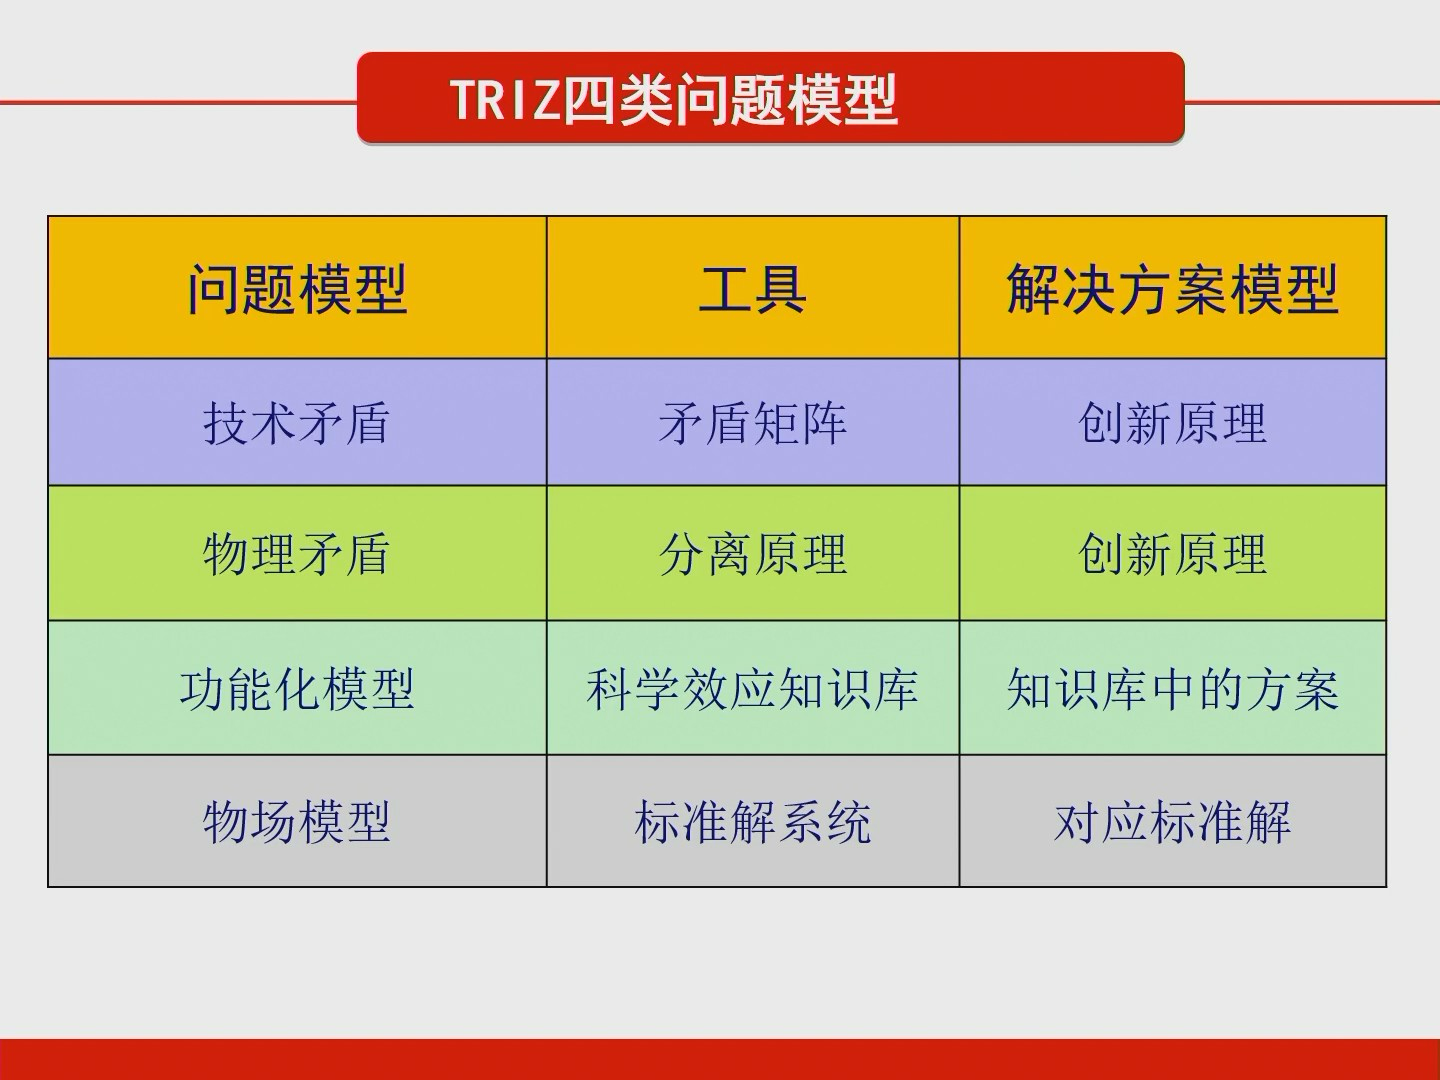 TRIZ四类问题模型
问题模型 工具 解决方案模型
技术矛盾 矛盾矩阵 创新原理
物理矛盾 分离原理 创新原理
功能化模型 科学效应知识库 知识库中的方案
物场模型 标准解系统 对应标准解